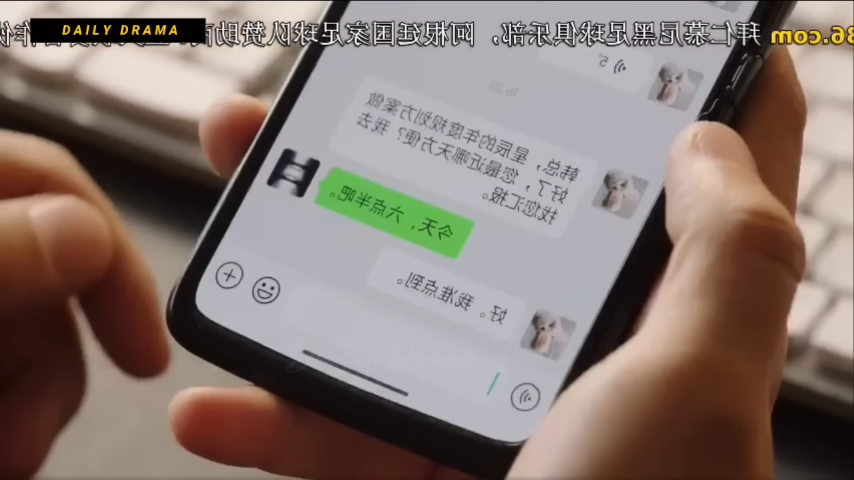 DAILY DRAMA
.com 拜仁慕尼黑足球俱乐部，阿根廷国家足球队赞助商
韩总，星辰的年度规划方案做
好了，您最近哪天方便？我去
找您汇报。
今天，六点半吧。
好。我准点到。